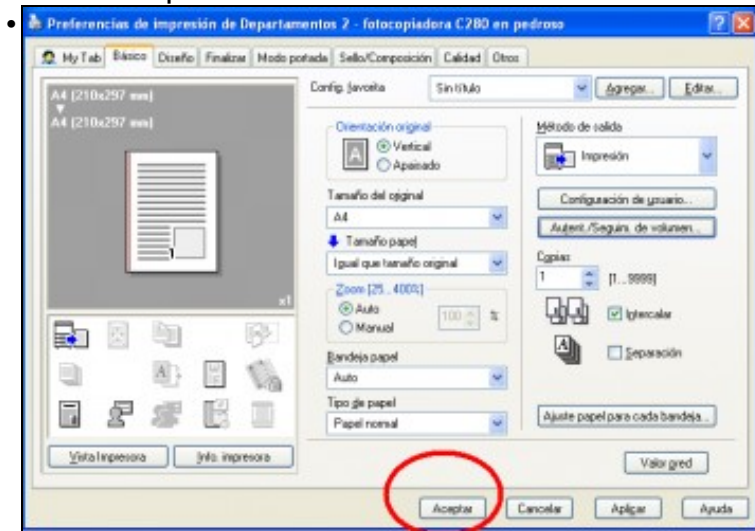 Preferencias de impresión de Departamentos 2 - fotocopiadora C280 en pedroso
My Tab Básico Diseño Finalizar Modo portada Sello/Composición Calidad Otros
A4 (210x297 mm)
A4 (210x297 mm)
x1
Config. favorita Sin título Agregar... Editar...
Orientación original
Vertical
Apaisado
Tamaño del original
A4
Tamaño papel
Igual que tamaño original
Zoom [25...400%]
Auto
Manual
100 %
Bandeja papel
Auto
Tipo de papel
Papel normal
Método de salida
Impresión
Configuración de usuario...
Autent./Seguim. de volumen...
Copias
1 [1...9999]
Intercalar
Separación
Ajuste papel para cada bandeja...
Vista Impresora Info. impresora
Valor pred
Aceptar Cancelar Aplicar Ayuda